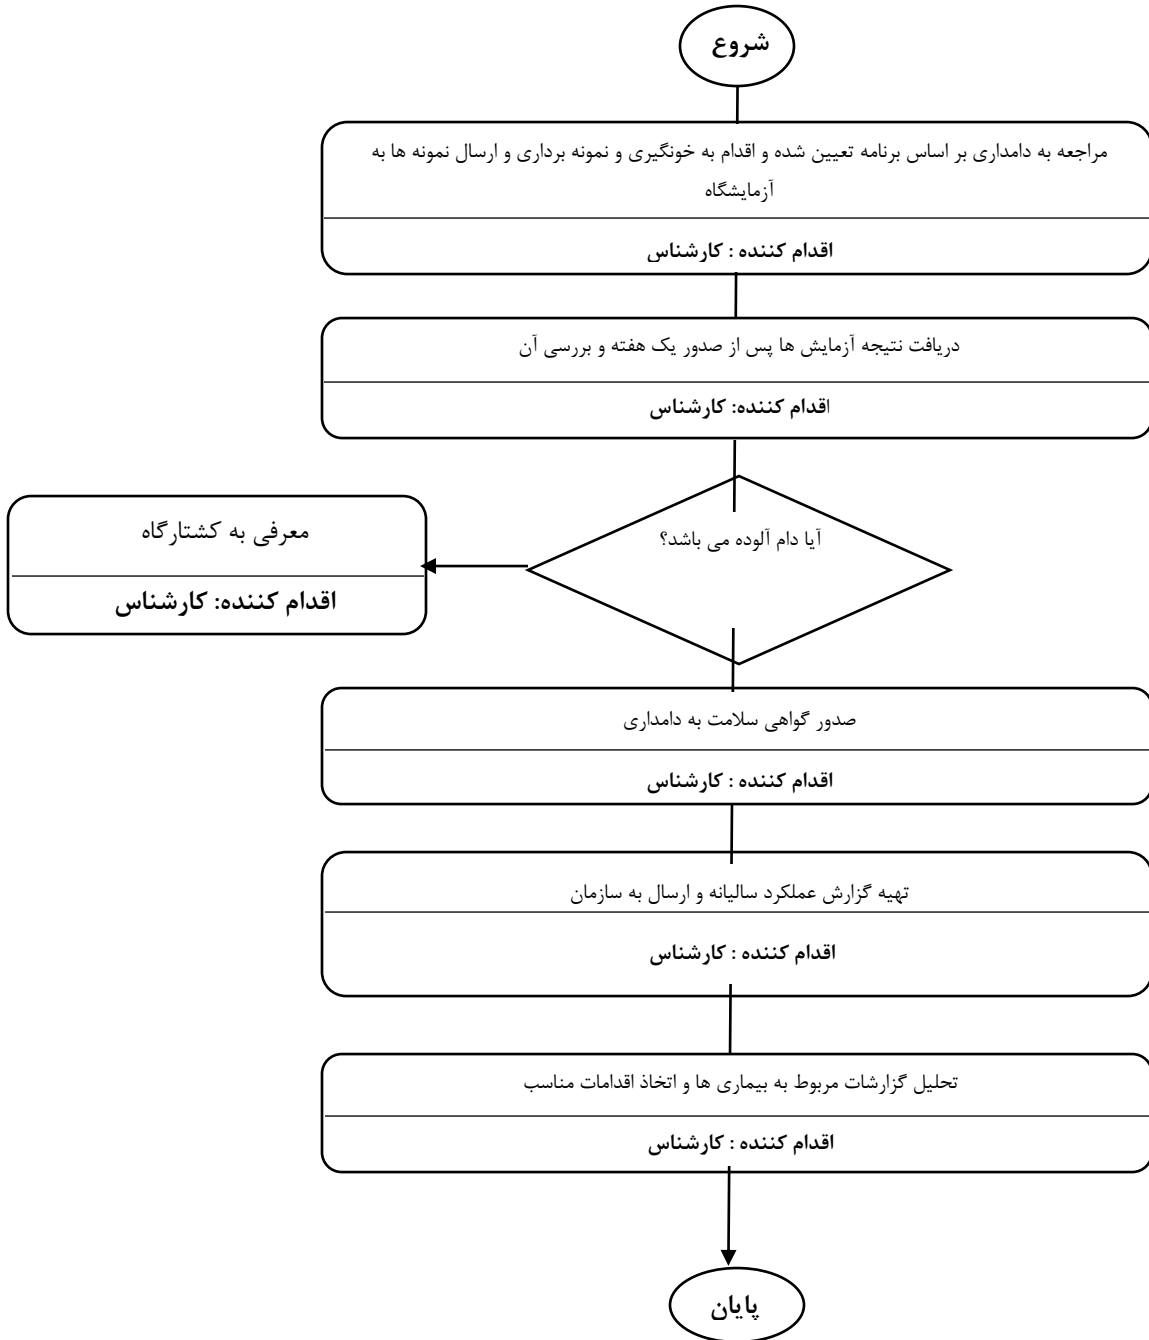 شروع
مراجعه به دامداری بر اساس برنامه تعیین شده و اقدام به خونگیری و نمونه برداری و ارسال نمونه ها به
آزمایشگاه
اقدام کننده : کارشناس
دریافت نتیجه آزمایش ها پس از صدور یک هفته و بررسی آن
اقدام کننده: کارشناس
آیا دام آلوده می باشد؟
معرفی به کشتارگاه
اقدام کننده: کارشناس
صدور گواهی سلامت به دامداری
اقدام کننده : کارشناس
تهیه گزارش عملکرد سالیانه و ارسال به سازمان
اقدام کننده : کارشناس
تحلیل گزارشات مربوط به بیماری ها و اتخاذ اقدامات مناسب
اقدام کننده : کارشناس
پایان